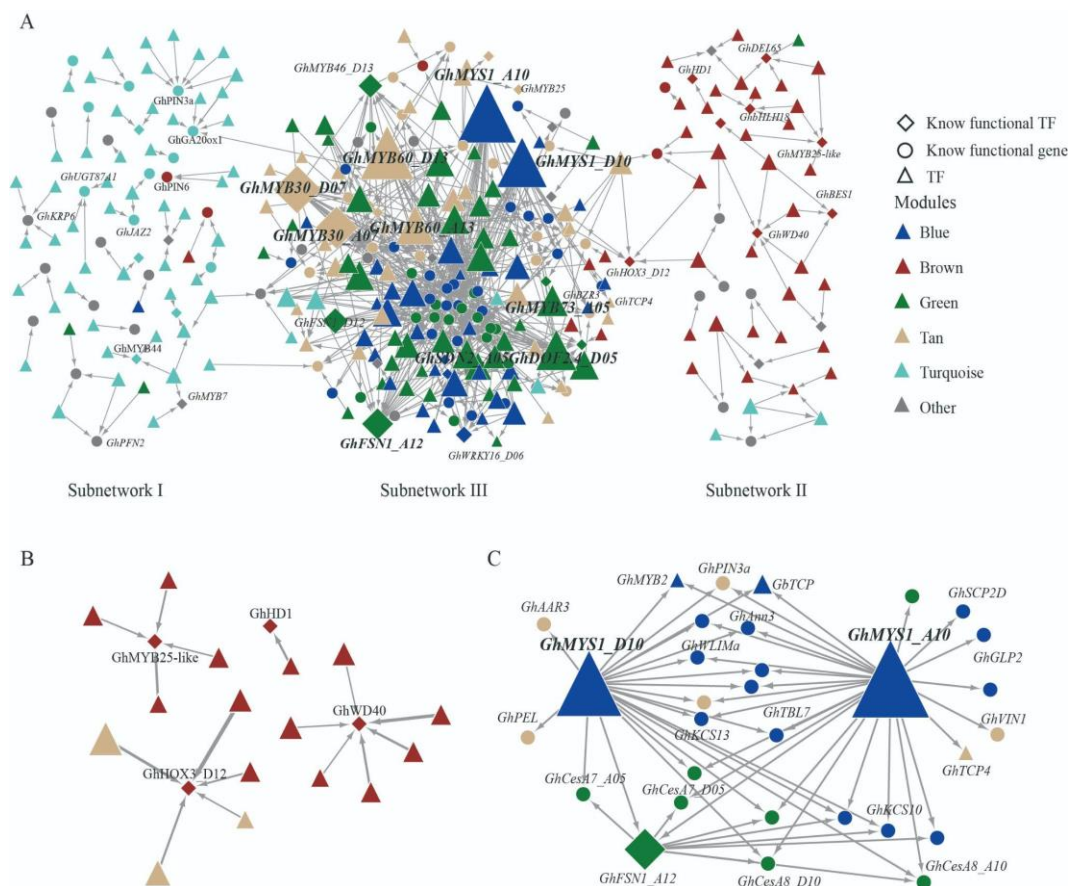 A
GhMYB46_D13
GhMYS1_A10
GhMYB25
GhPIN3a
GhGA20ox1
GhMYB60_D13
GhMYS1_D10
GhUGT87A1
GhPIN6
GhMYB30_D07
GhKRP6
GhJAZ2
GhMYB30_A07
GhMYB60_A13
GhBZR3
GhTCP4
GhHOX3_D12
GhMYB73_A05
GhMYB44
GhSDN2_A05
GhDOF2.4_D05
GhMYB7
GhPFN2
GhFSN1_A12
GhWRKY16_D06
GhDEL65
GhHD1
GhbHLH18
GhMYB25-like
GhBES1
GhWD40
Subnetwork I
Subnetwork III
Subnetwork II
Know functional TF
Know functional gene
TF
Modules
Blue
Brown
Green
Tan
Turquoise
Other
B
GhMYB25-like
GhHD1
GhWD40
GhHOX3_D12
C
GhMYB2
GhPIN3a
GbTCP
GhAAR3
GhAnn3
GhSCP2D
GhMYS1_D10
GhMYS1_A10
GhWLIMa
GhGLP2
GhPEL
GhTBL7
GhVIN1
GhKCS13
GhTCP4
GhCesA7_A05
GhCesA7_D05
GhKCS10
GhFSN1_A12
GhCesA8_D10
GhCesA8_A10